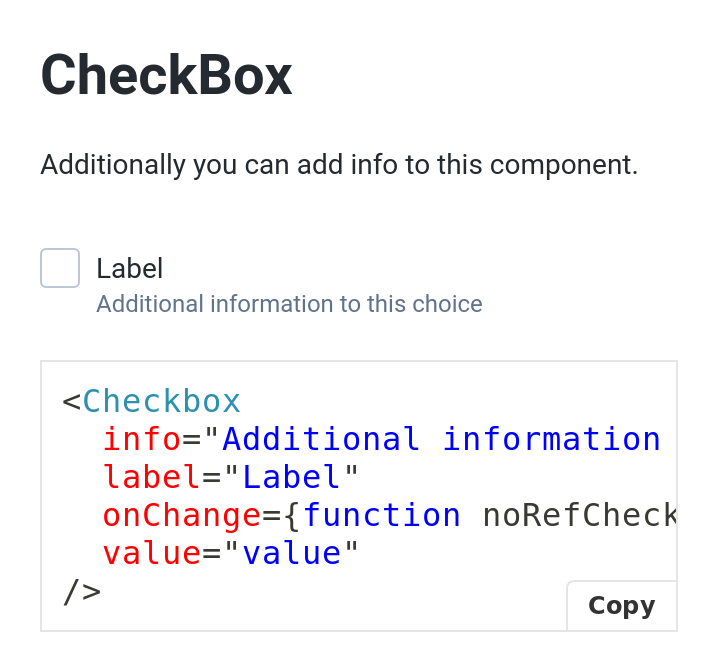 CheckBox
Additionally you can add info to this component.
Label
Additional information to this choice
<Checkbox
  info="Additional information
  label="Label"
  onChange={function noRefCheck
  value="value"
/>
Copy